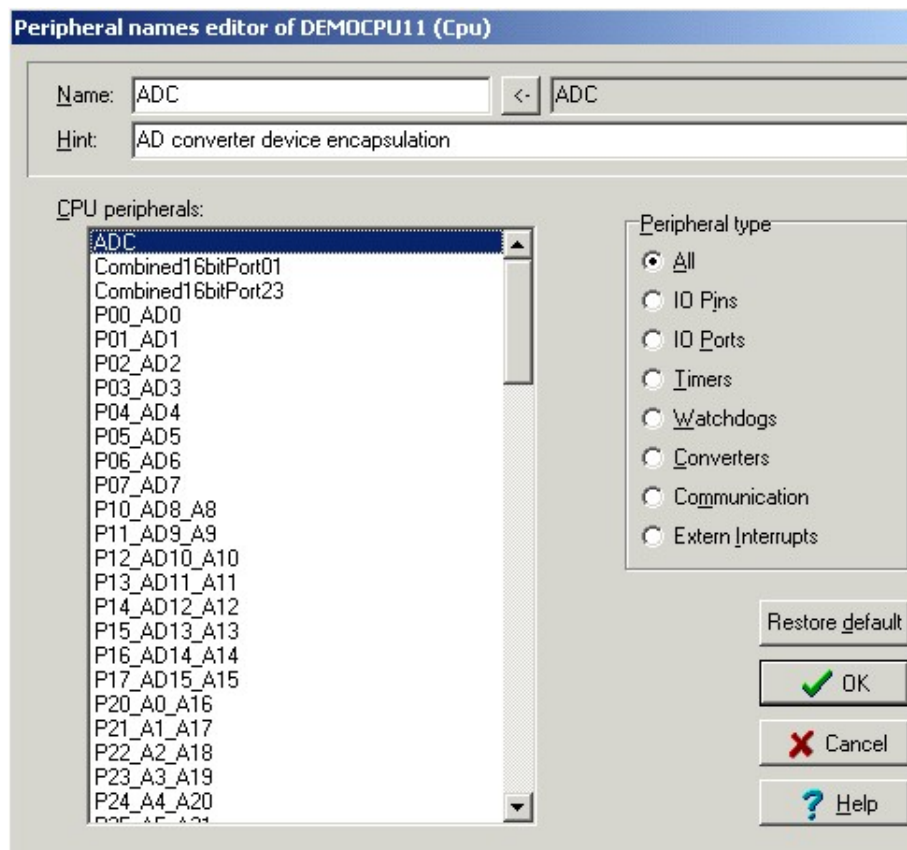 Peripheral names editor of DEMOCPU11 (Cpu)
Name:
ADC
<-
ADC
Hint:
AD converter device encapsulation
CPU peripherals:
ADC
Combined16bitPort01
Combined16bitPort23
P00_AD0
P01_AD1
P02_AD2
P03_AD3
P04_AD4
P05_AD5
P06_AD6
P07_AD7
P10_AD8_A8
P11_AD9_A9
P12_AD10_A10
P13_AD11_A11
P14_AD12_A12
P15_AD13_A13
P16_AD14_A14
P17_AD15_A15
P20_A0_A16
P21_A1_A17
P22_A2_A18
P23_A3_A19
P24_A4_A20
Peripheral type
All
IO Pins
IO Ports
Timers
Watchdogs
Converters
Communication
Extern Interrupts
Restore default
OK
Cancel
Help